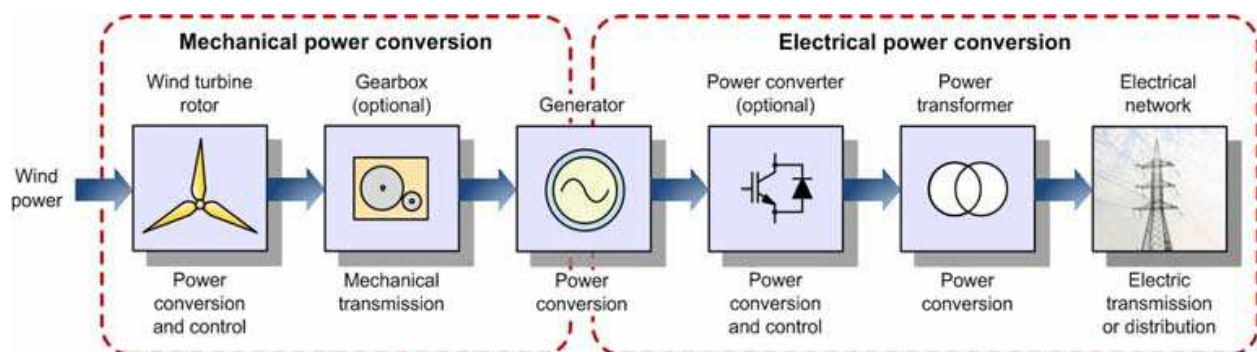 Mechanical power conversion
Electrical power conversion
Wind turbine
rotor
Gearbox
(optional)
Generator
Power converter
(optional)
Power
transformer
Electrical
network
Wind
power
Power
conversion
and control
Mechanical
transmission
Power
conversion
Power
conversion
and control
Power
conversion
Electric
transmission
or distribution